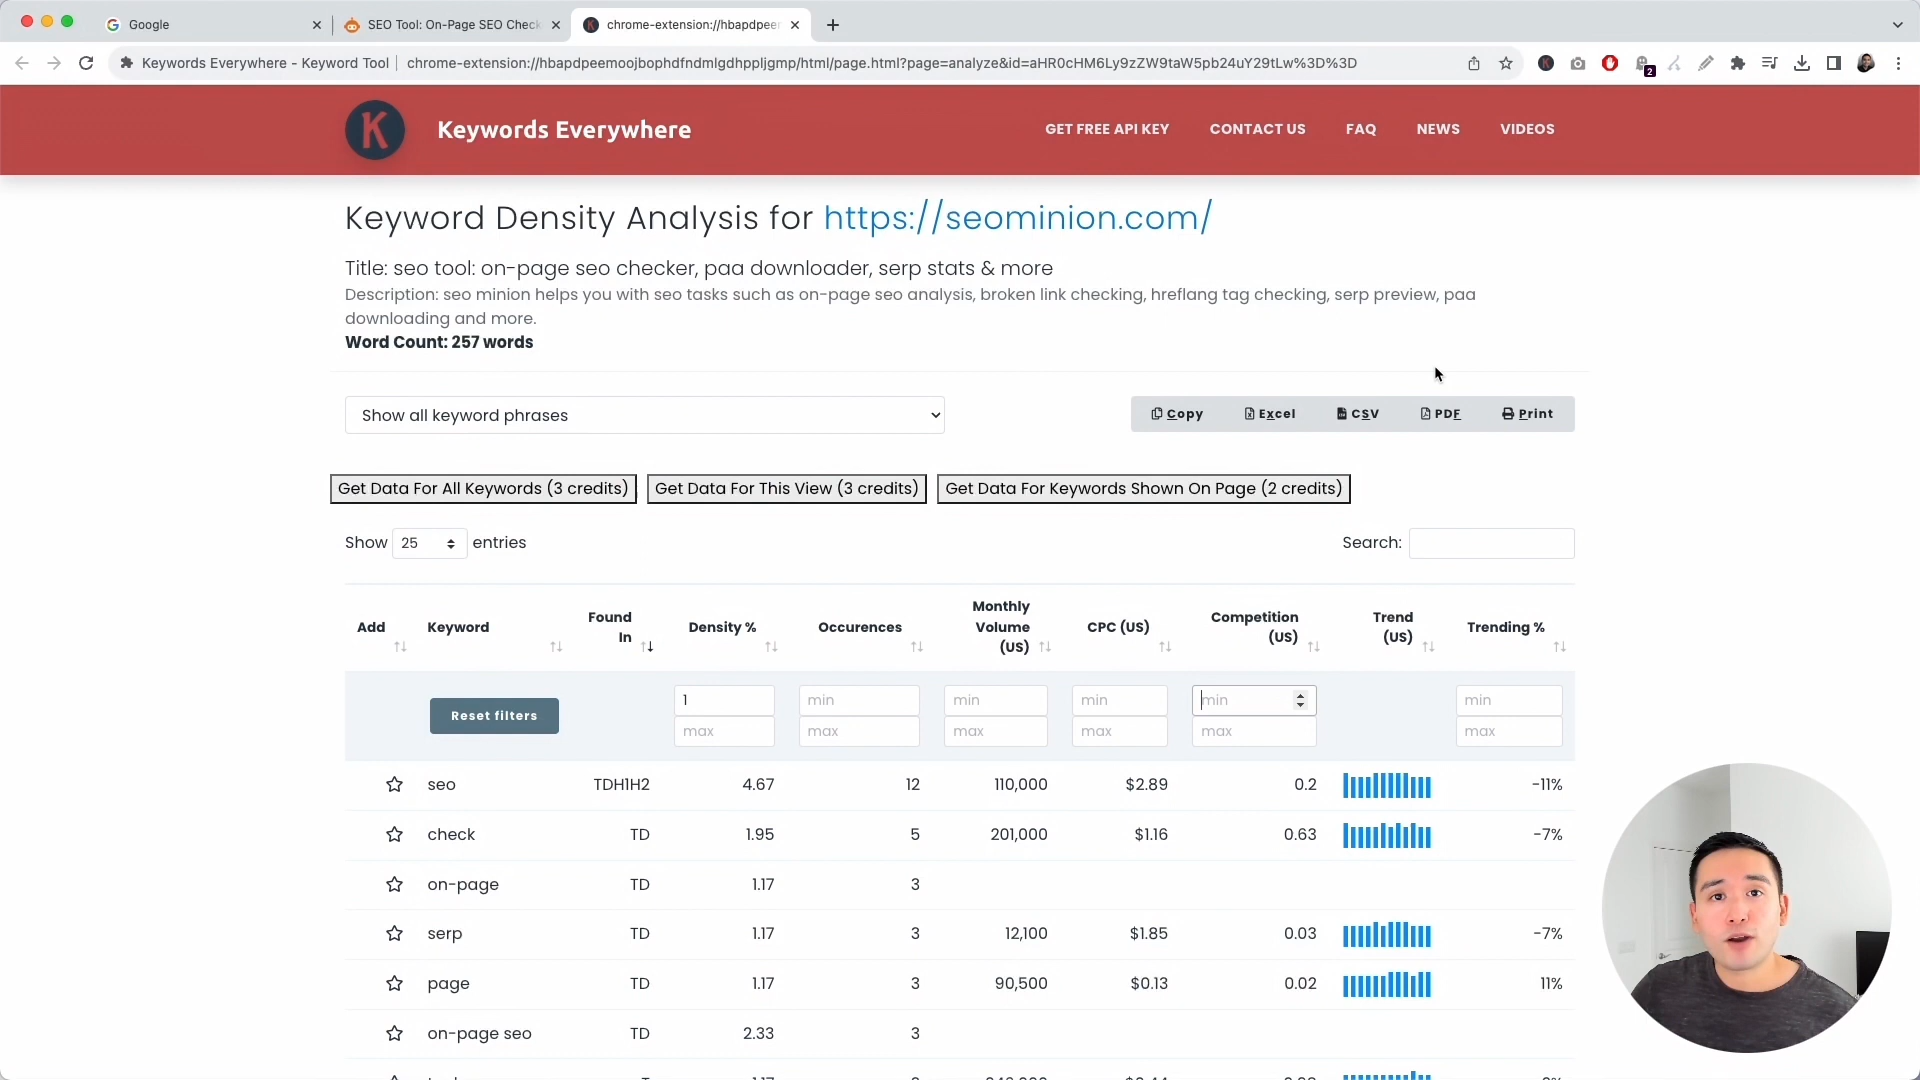 Google
SEO Tool: On-Page SEO Check
chrome-extension://hbapdpeer
Keywords Everywhere - Keyword Tool
chrome-extension://hbapdpeemoojbophdfndmlgdhppljgmp/html/page.html?page=analyze&id=aHR0cHM6Ly9zZW9taW5pb24uY29tLw%3D%3D
2
K
Keywords Everywhere
GET FREE API KEY
CONTACT US
FAQ
NEWS
VIDEOS
Keyword Density Analysis for https://seominion.com/
Title: seo tool: on-page seo checker, paa downloader, serp stats & more
Description: seo minion helps you with seo tasks such as on-page seo analysis, broken link checking, hreflang tag checking, serp preview, paa
downloading and more.
Word Count: 257 words
Show all keyword phrases
Copy
Excel
CSV
PDF
Print
Get Data For All Keywords (3 credits)
Get Data For This View (3 credits)
Get Data For Keywords Shown On Page (2 credits)
Show 25 entries
Search:
Add
Keyword
Found
In
Density %
Occurences
Monthly
Volume
(US)
CPC (US)
Competition
(US)
Trend
(US)
Trending %
Reset filters
1
min
min
min
min
min
max
max
max
max
max
max
seo TDH1H2 4.67 12 110,000 $2.89 0.2 -11%
check TD 1.95 5 201,000 $1.16 0.63 -7%
on-page TD 1.17 3
serp TD 1.17 3 12,100 $1.85 0.03 -7%
page TD 1.17 3 90,500 $0.13 0.02 11%
on-page seo TD 2.33 3